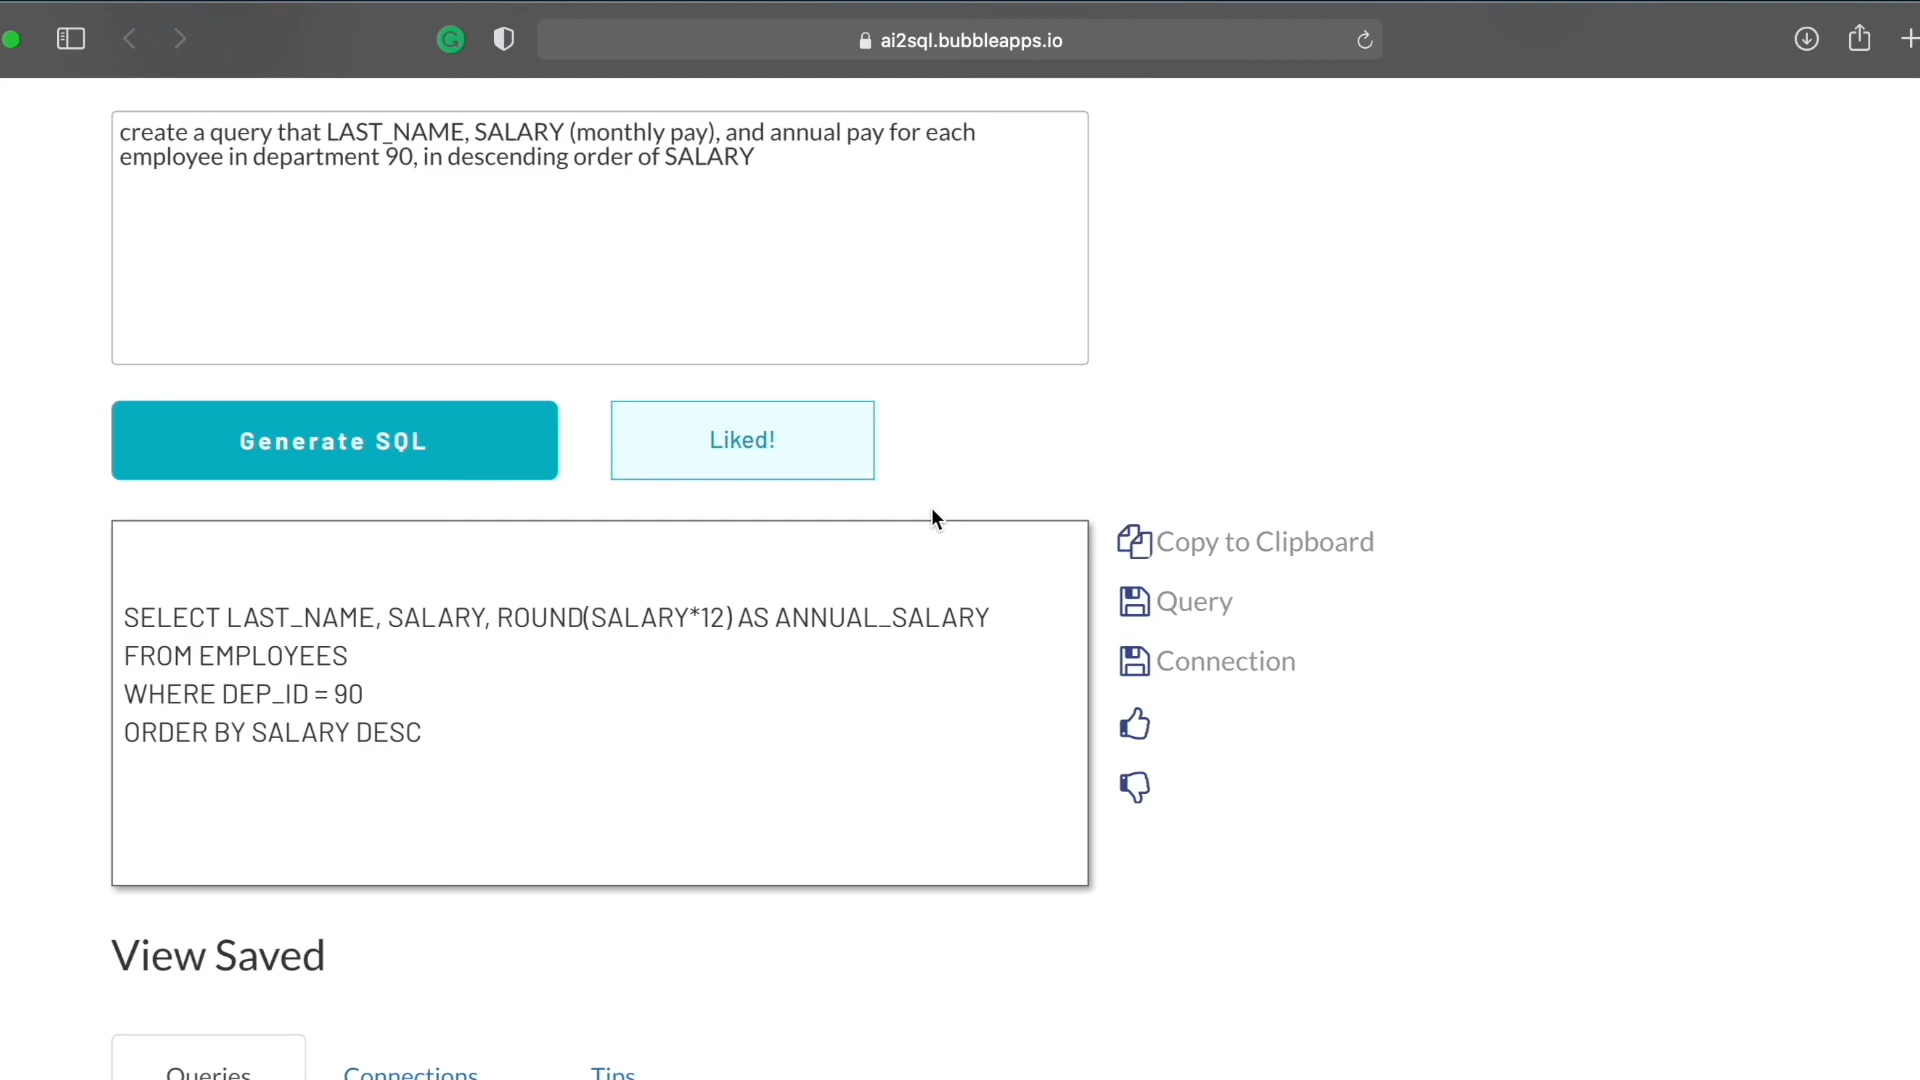 ai2sql.bubbleapps.io
create a query that LAST_NAME, SALARY (monthly pay), and annual pay for each
employee in department 90, in descending order of SALARY
Generate SQL
Liked!
SELECT LAST_NAME, SALARY, ROUND(SALARY*12) AS ANNUAL_SALARY
FROM EMPLOYEES
WHERE DEP_ID = 90
ORDER BY SALARY DESC
Copy to Clipboard
Query
Connection
View Saved
Queries
Connections
Tips